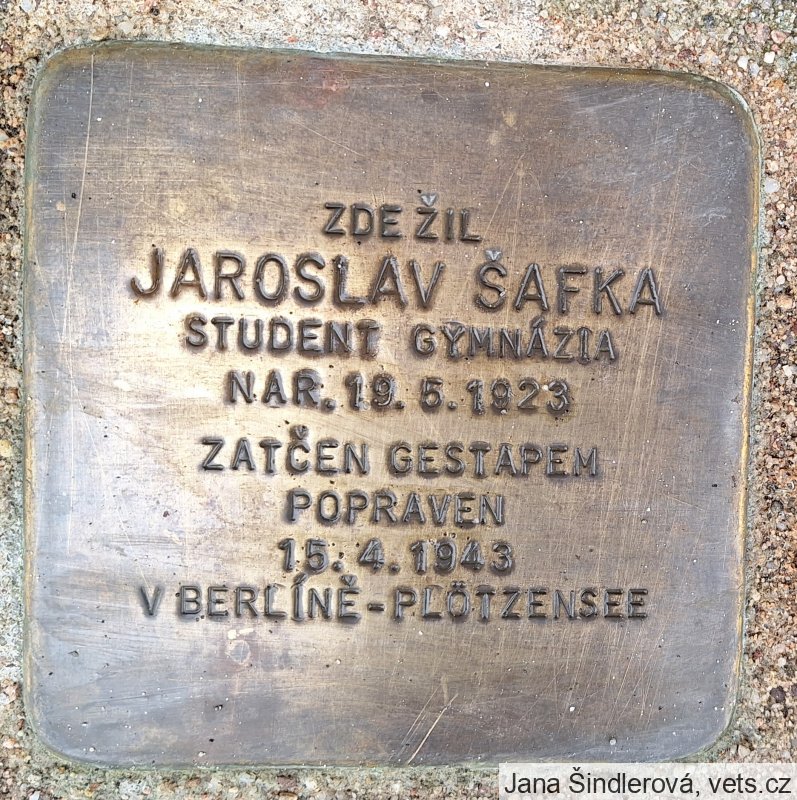 ZDE ŽIL
JAROSLAV ŠAFKA
STUDENT GYMNÁZIA
NAR. 19. 5. 1923
ZATČEN GESTAPEM
POPRAVEN
15. 4. 1943
V BERLÍNĚ-PLÖTZENSEE
Jana Šindlerová, vets.cz